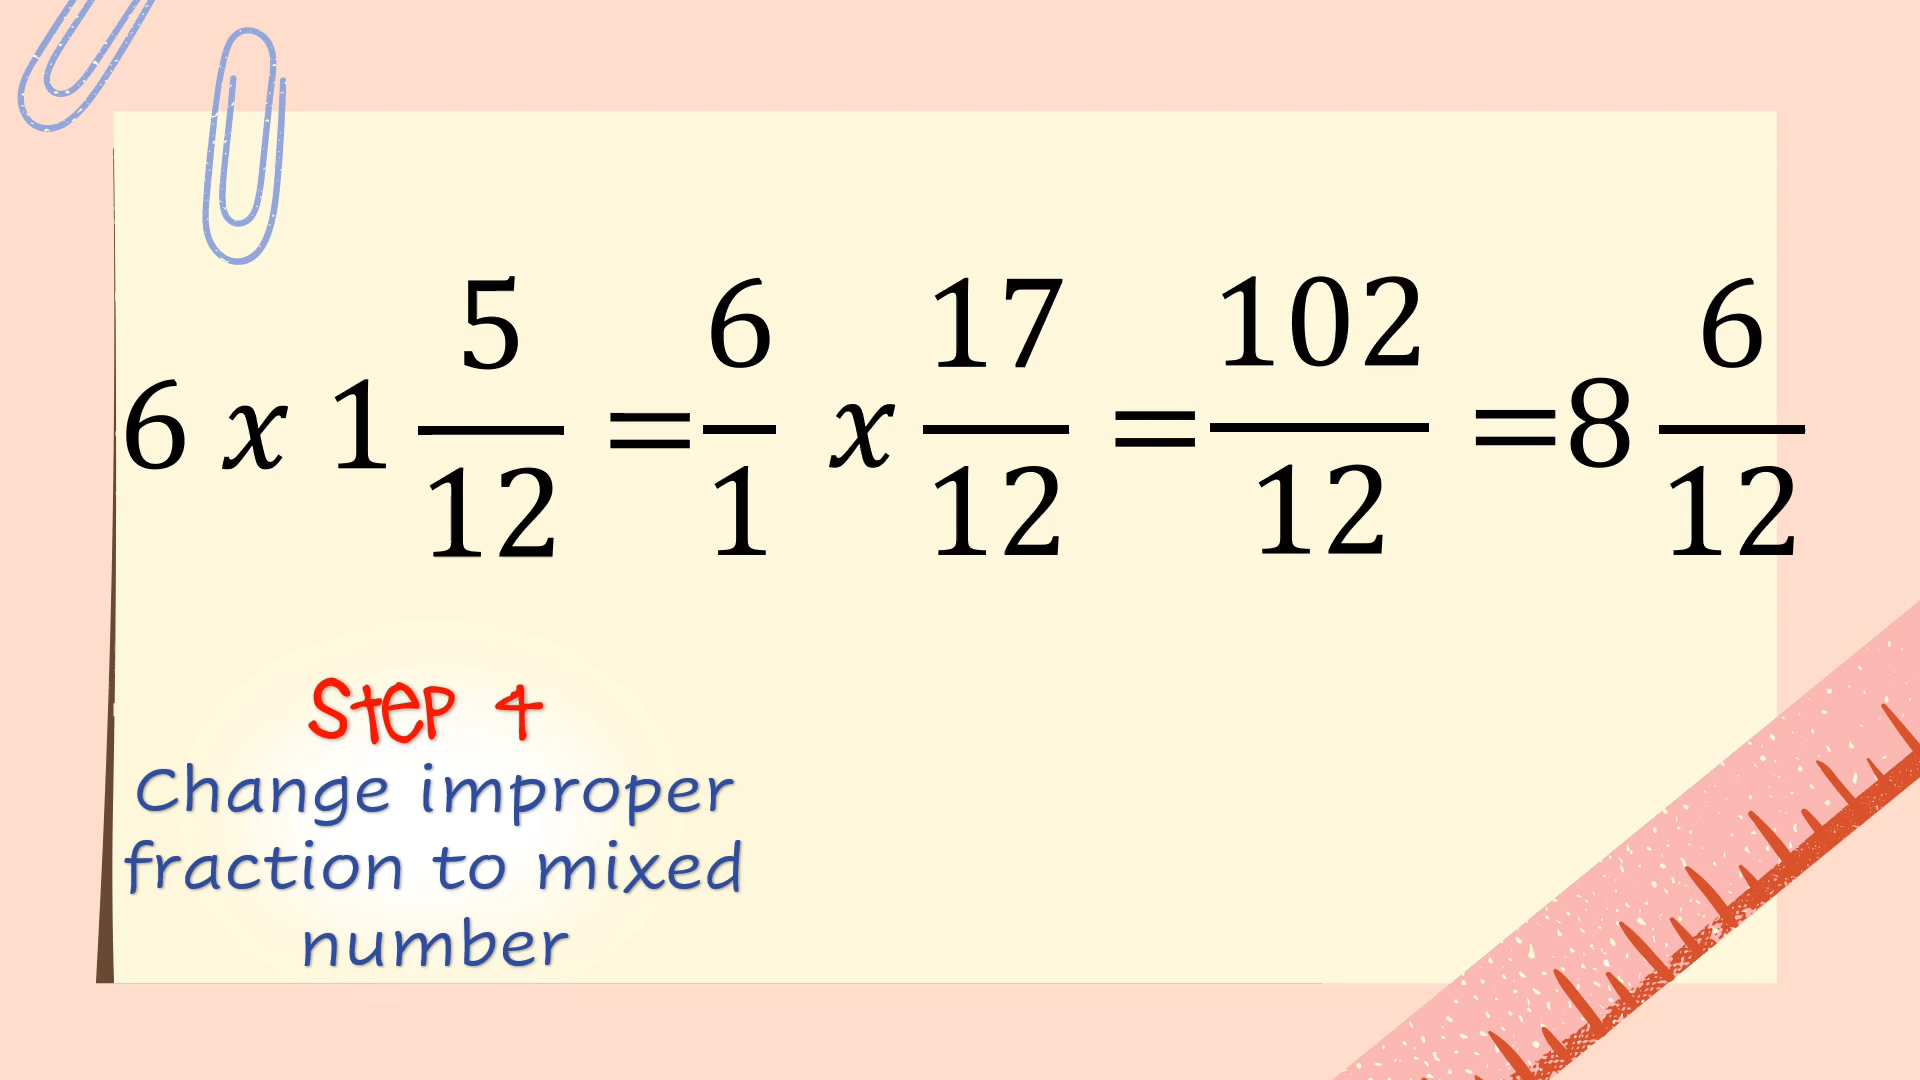 6 x 1 5/12 = 6/1 x 17/12 = 102/12 = 8 6/12
Step 4
Change improper
fraction to mixed
number